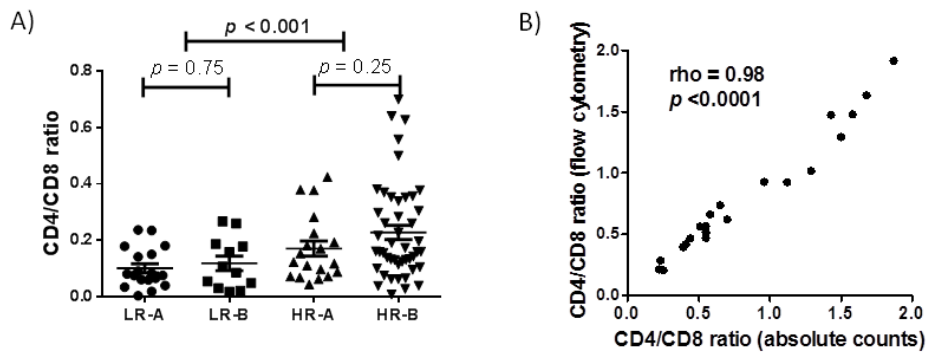 A)
p < 0.001
p = 0.75
p = 0.25
CD4/CD8 ratio
0.8
0.6
0.4
0.2
0.0
LR-A LR-B HR-A HR-B
B)
rho = 0.98
p <0.0001
CD4/CD8 ratio (flow cytometry)
2.0
1.5
1.0
0.5
0.0
0.0 0.5 1.0 1.5 2.0
CD4/CD8 ratio (absolute counts)